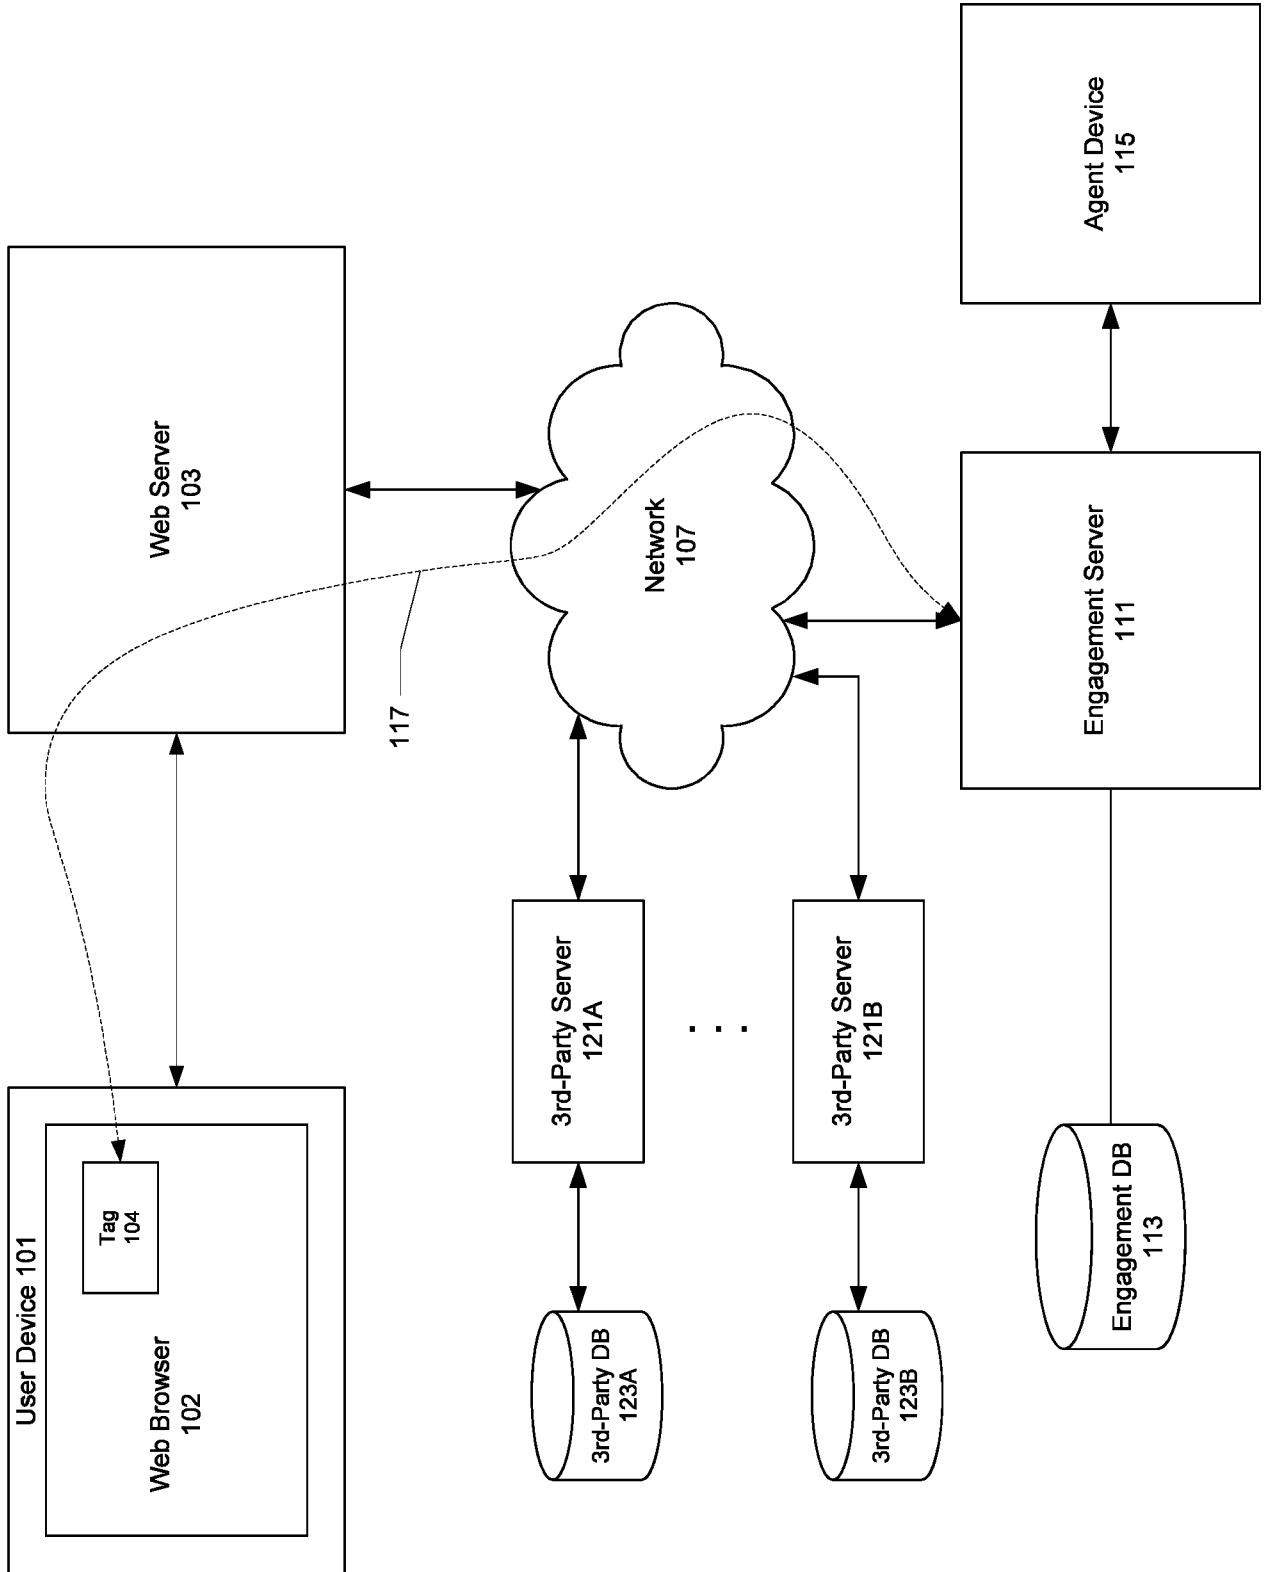 User Device 101
Web Browser
102
Tag
104
Web Server
103
117
Network
107
3rd-Party Server
121A
3rd-Party DB
123A
. . .
3rd-Party Server
121B
3rd-Party DB
123B
Engagement DB
113
Engagement Server
111
Agent Device
115